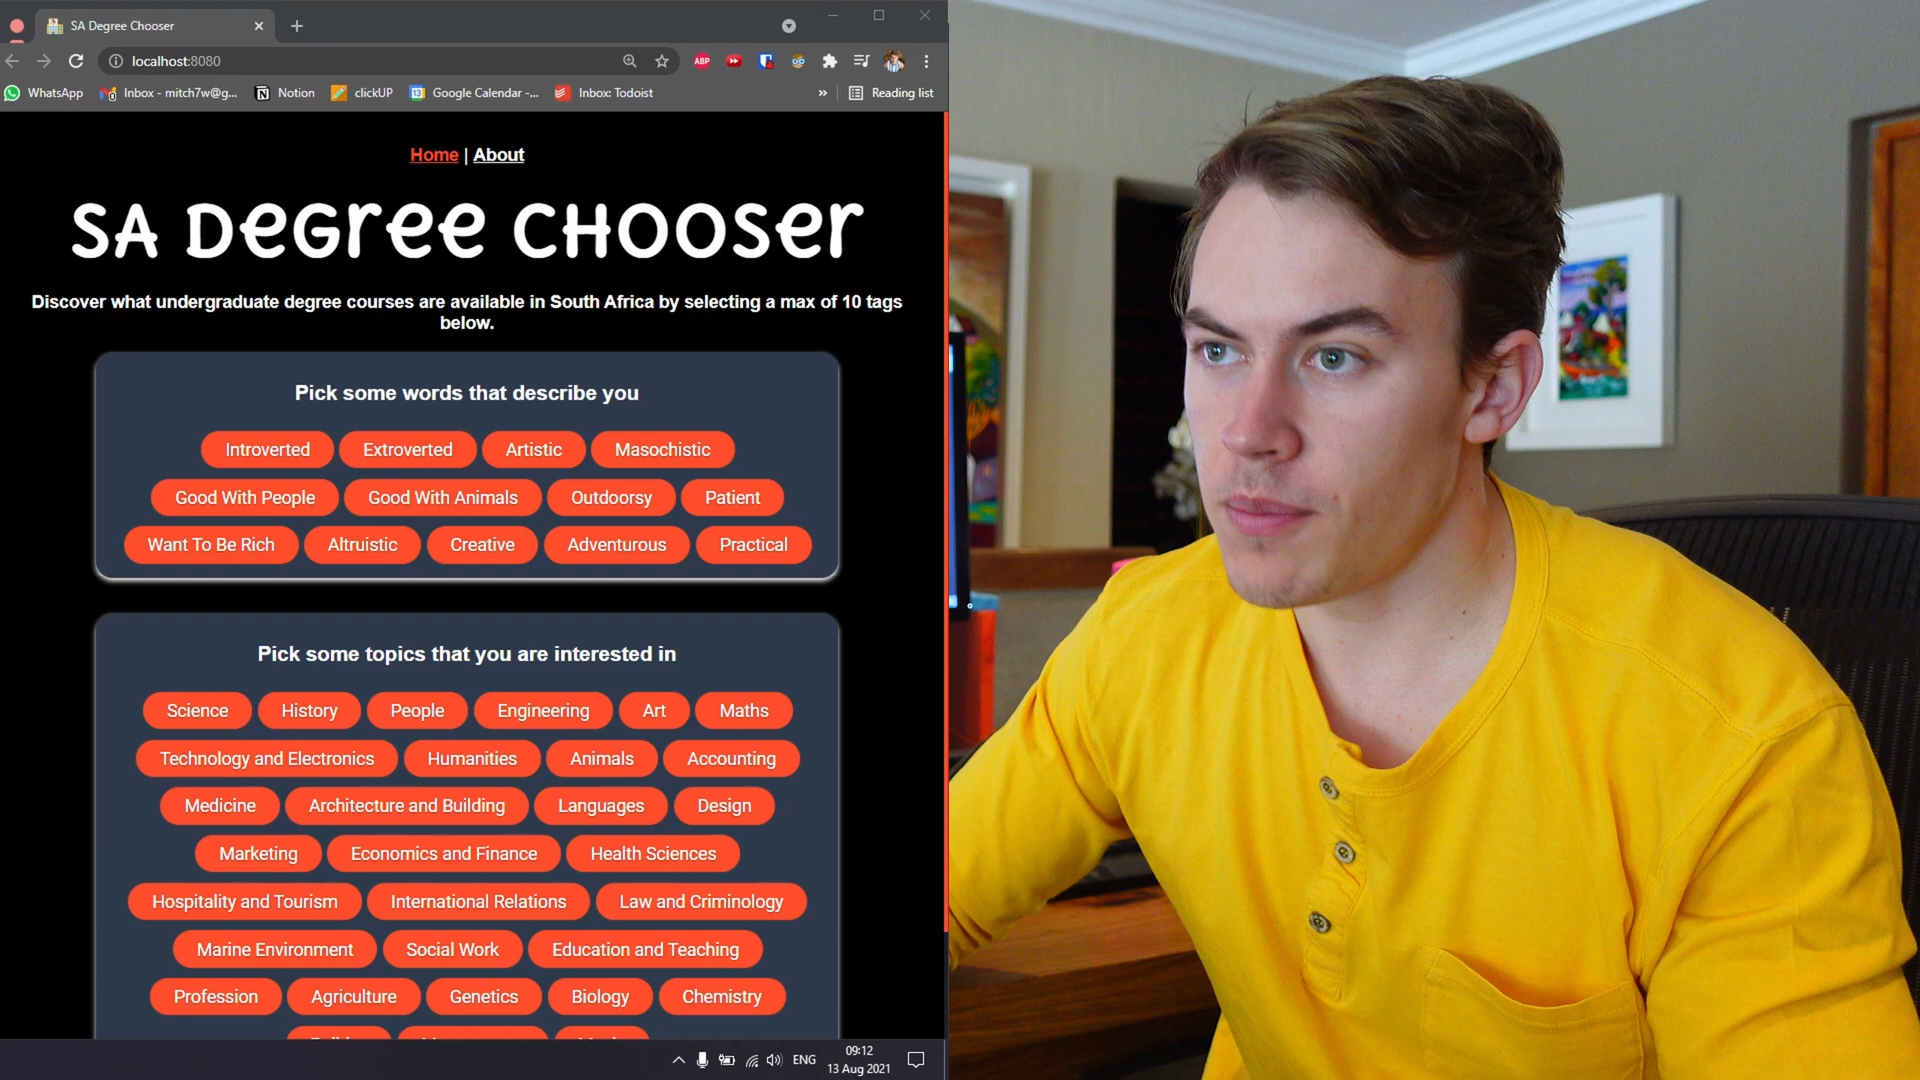 SA Degree Chooser
localhost:8080
ABP
WhatsApp Inbox - mitch7w@g... Notion clickUP Google Calendar -... Inbox: Todoist » Reading list
Home | About
SA Degree Chooser
Discover what undergraduate degree courses are available in South Africa by selecting a max of 10 tags
below.
Pick some words that describe you
Introverted Extroverted Artistic Masochistic
Good With People Good With Animals Outdoorsy Patient
Want To Be Rich Altruistic Creative Adventurous Practical
Pick some topics that you are interested in
Science History People Engineering Art Maths
Technology and Electronics Humanities Animals Accounting
Medicine Architecture and Building Languages Design
Marketing Economics and Finance Health Sciences
Hospitality and Tourism International Relations Law and Criminology
Marine Environment Social Work Education and Teaching
Profession Agriculture Genetics Biology Chemistry
ENG
09:12
13 Aug 2021